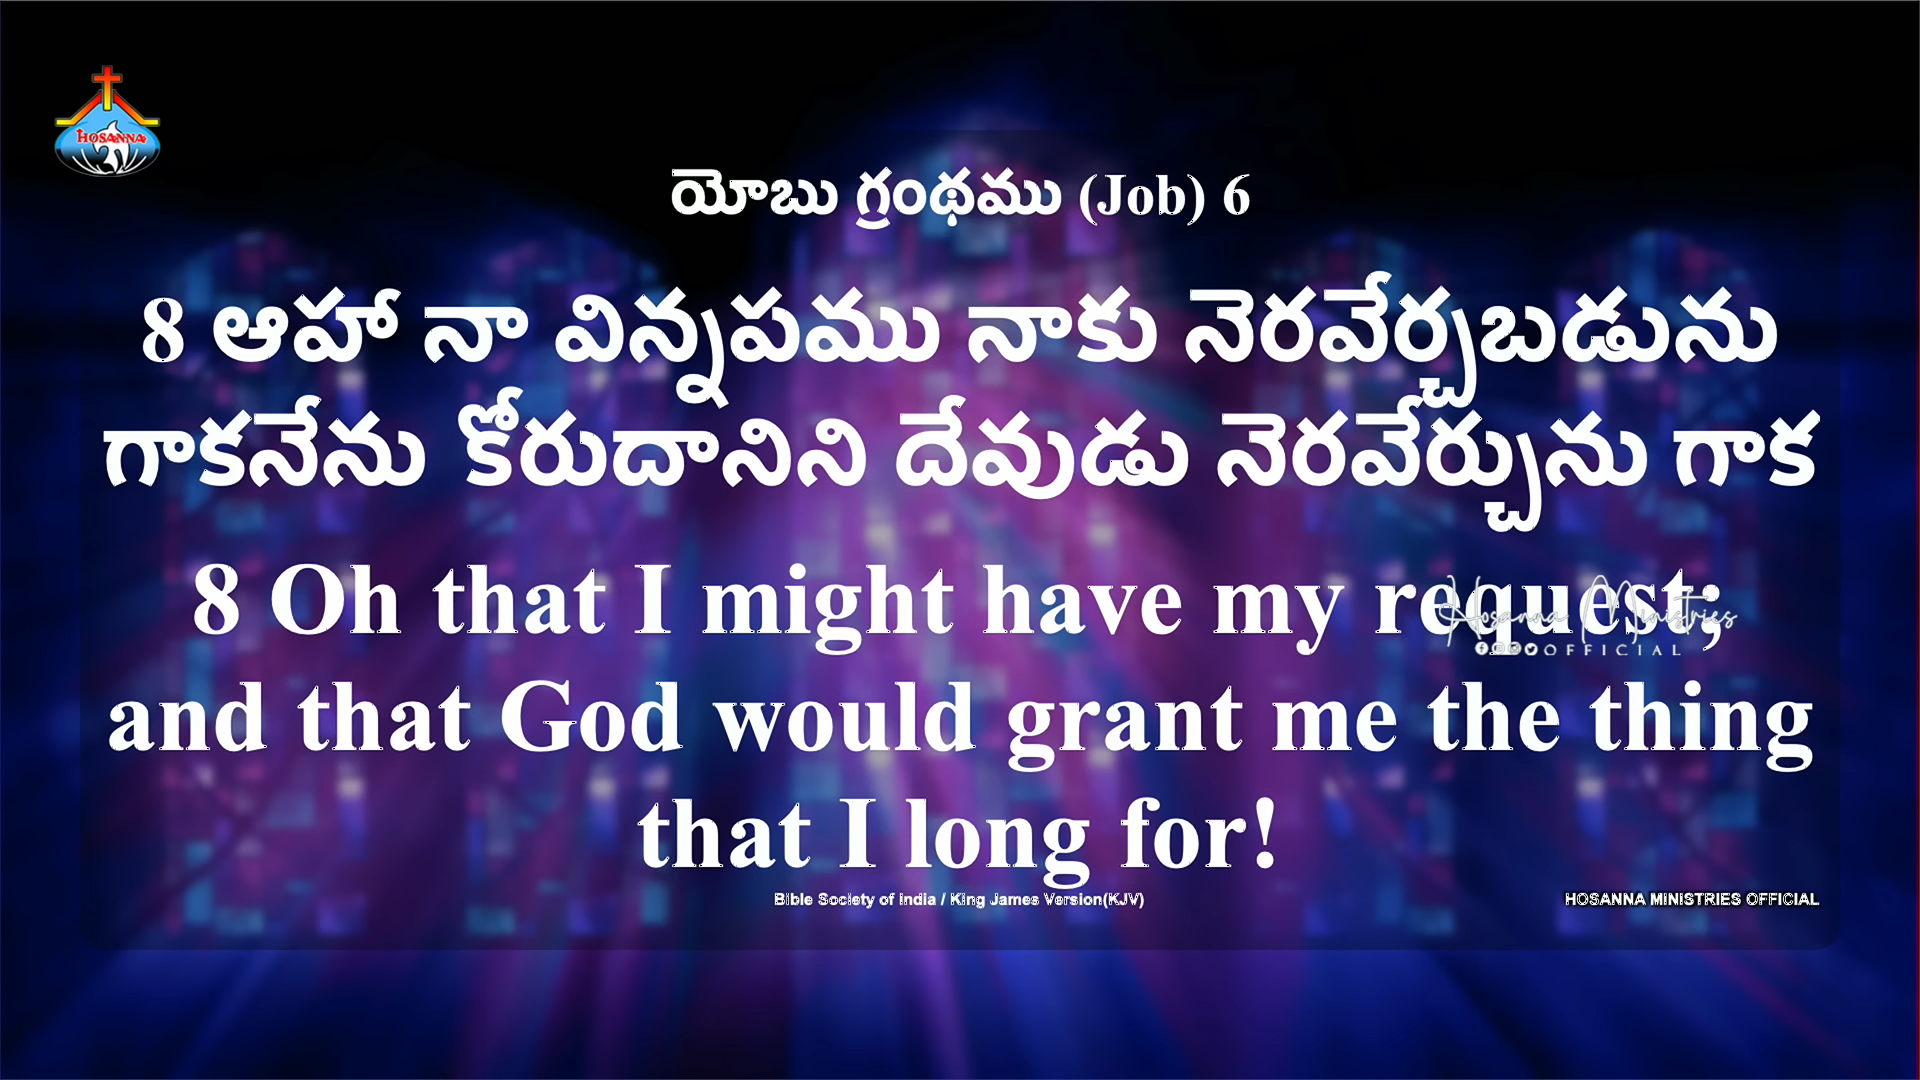 HOSANNA
యోబు గ్రంథము (Job) 6
8 ఆహా నా విన్నపము నాకు నెరవేర్చబడును
గాకనేను కోరుదానిని దేవుడు నెరవేర్చును గాక
8 Oh that I might have my request;
Hosanna Ministries
OFFICIAL
and that God would grant me the thing
that I long for!
Bible Society of India / King James Version(KJV)
HOSANNA MINISTRIES OFFICIAL